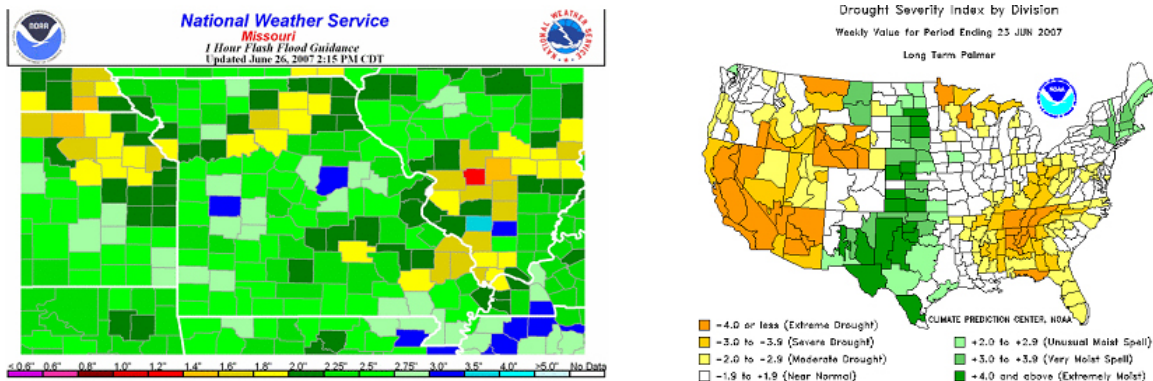 National Weather Service
Missouri
1 Hour Flash Flood Guidance
Updated June 26, 2007 2:15 PM CDT
NOAA
NATIONAL WEATHER SERVICE
≤ 0.6" 0.6" 0.8" 1.0" 1.2" 1.4" 1.6" 1.8" 2.0" 2.25" 2.5" 2.75" 3.0" 3.5" 4.0" >5.0" No Data
Drought Severity Index by Division
Weekly Value for Period Ending 23 JUN 2007
Long Term Palmer
NOAA
CLIMATE PREDICTION CENTER, NOAA
-4.0 or less (Extreme Drought)
-3.0 to -3.9 (Severe Drought)
-2.0 to -2.9 (Moderate Drought)
-1.9 to +1.9 (Near Normal)
+2.0 to +2.9 (Unusual Moist Spell)
+3.0 to +3.9 (Very Moist Spell)
+4.0 and above (Extremely Moist)